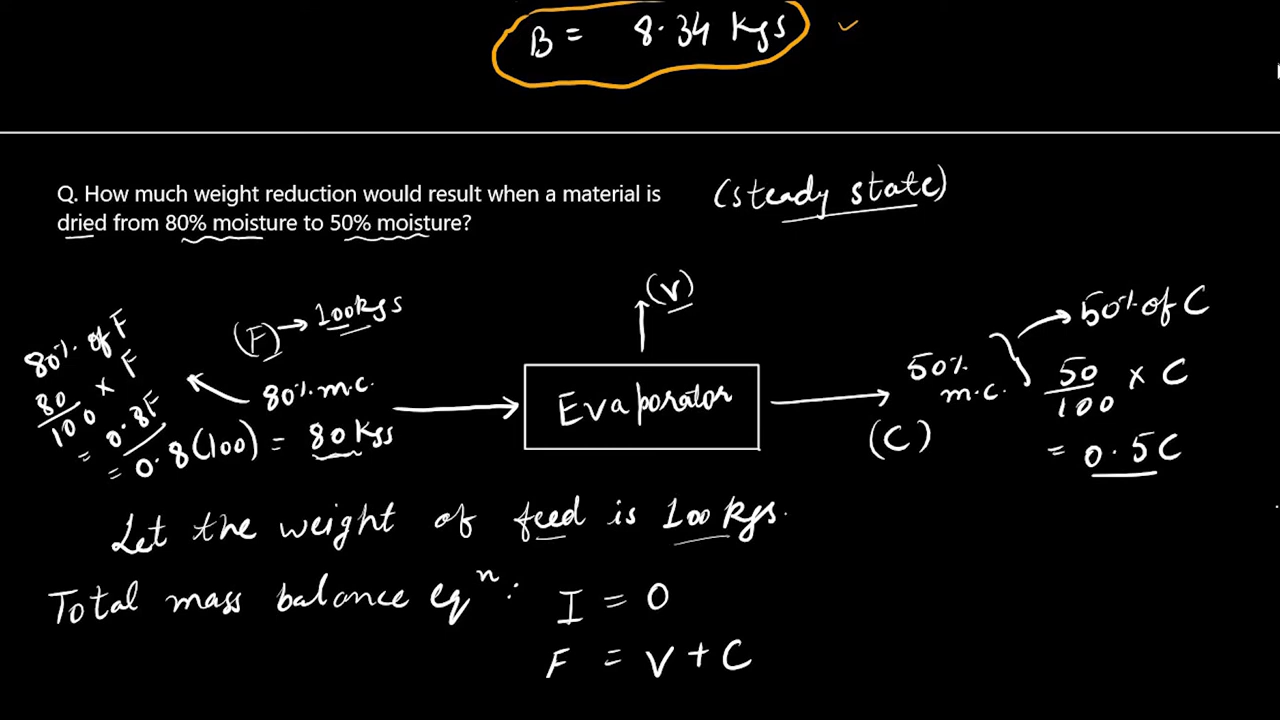 B = 8.34 Kgs
Q. How much weight reduction would result when a material is
dried from 80% moisture to 50% moisture?
(steady state)
(V)
(F) → 100kgs
80% of F
80/100 × F
= 0.8F
= 0.8(100) = 80 Kgs
80% m.c.
Evaporator
50%
m.c.
(C)
50% of C
50/100 × C
= 0.5C
Let the weight of feed is 100 Kgs.
Total mass balance eqⁿ : I = O
F = V + C